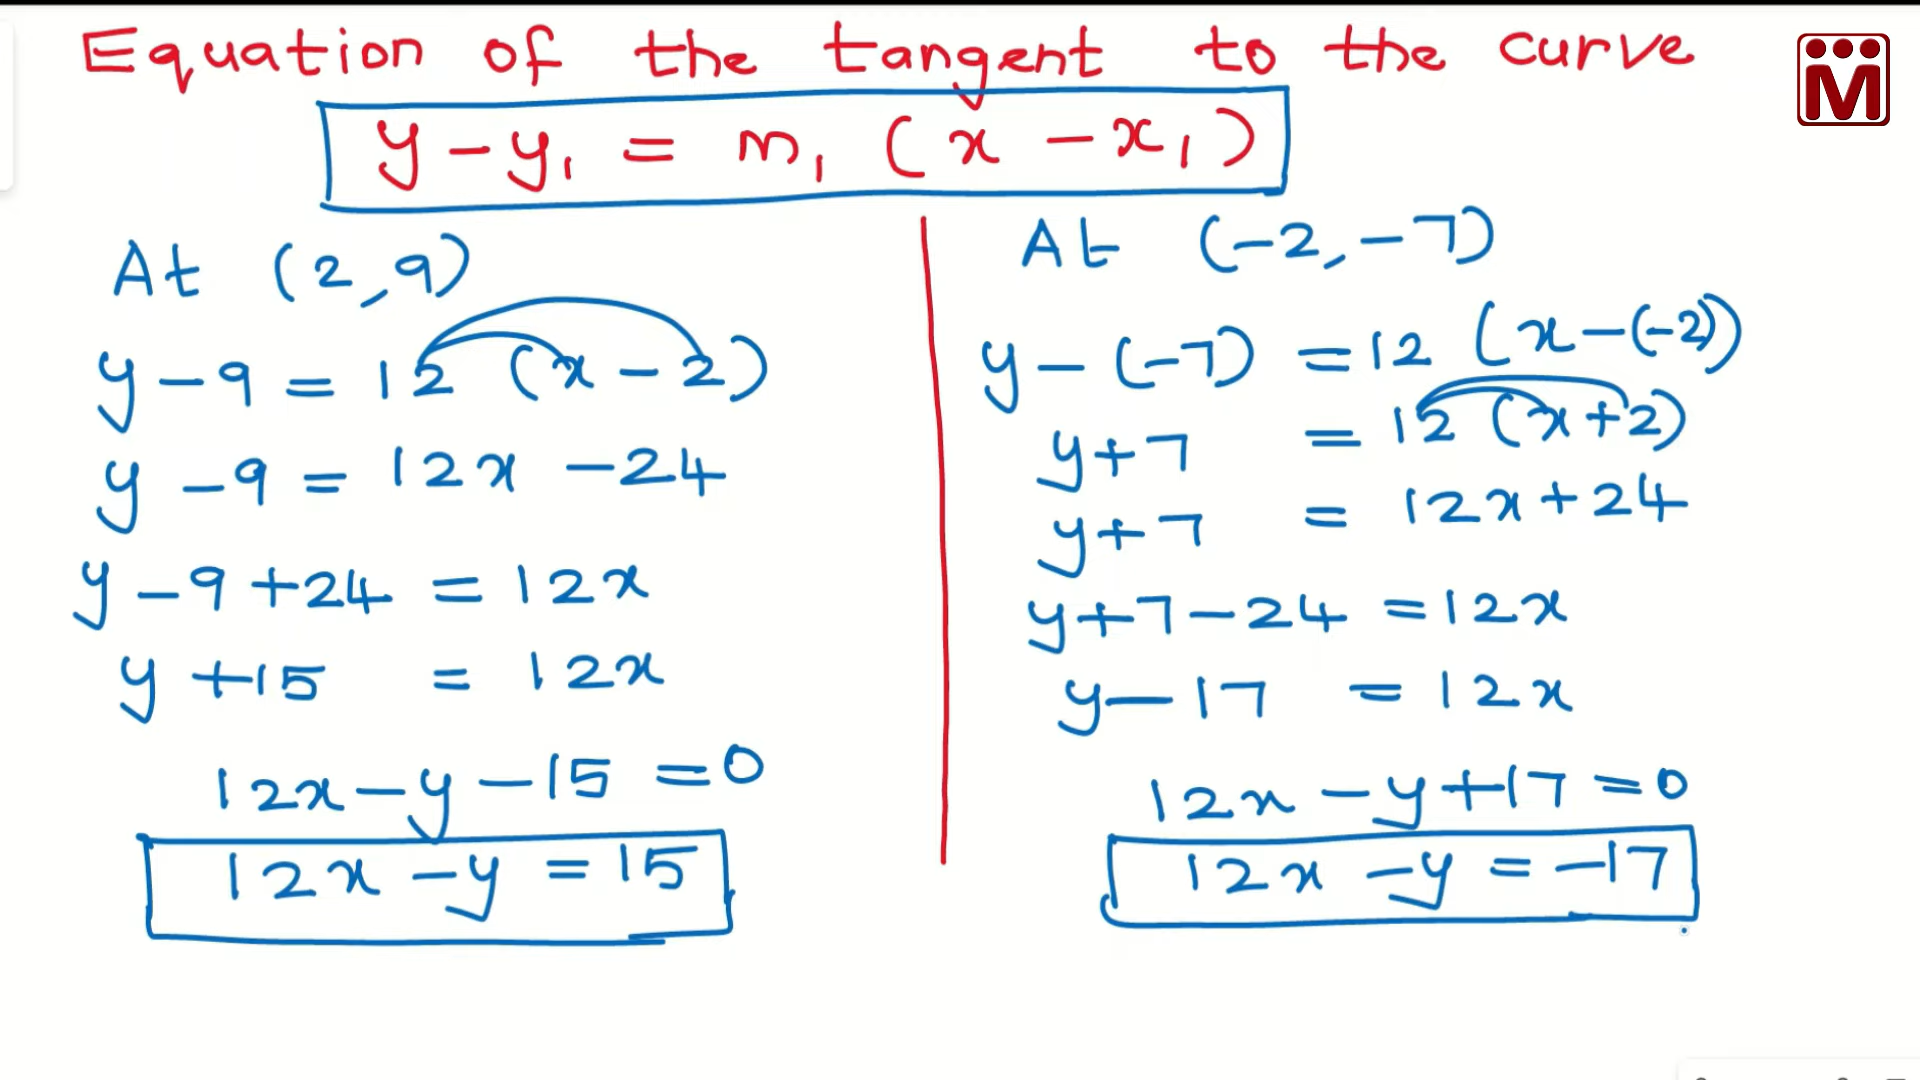 Equation of the tangent to the curve
y - y₁ = m₁ (x - x₁)
M
At (2,9)
y - 9 = 12 (x - 2)
y - 9 = 12x - 24
y - 9 + 24 = 12x
y + 15 = 12x
12x - y - 15 = 0
12x - y = 15
At (-2, -7)
y - (-7) = 12 (x - (-2))
y + 7 = 12 (x + 2)
y + 7 = 12x + 24
y + 7 - 24 = 12x
y - 17 = 12x
12x - y + 17 = 0
12x - y = -17